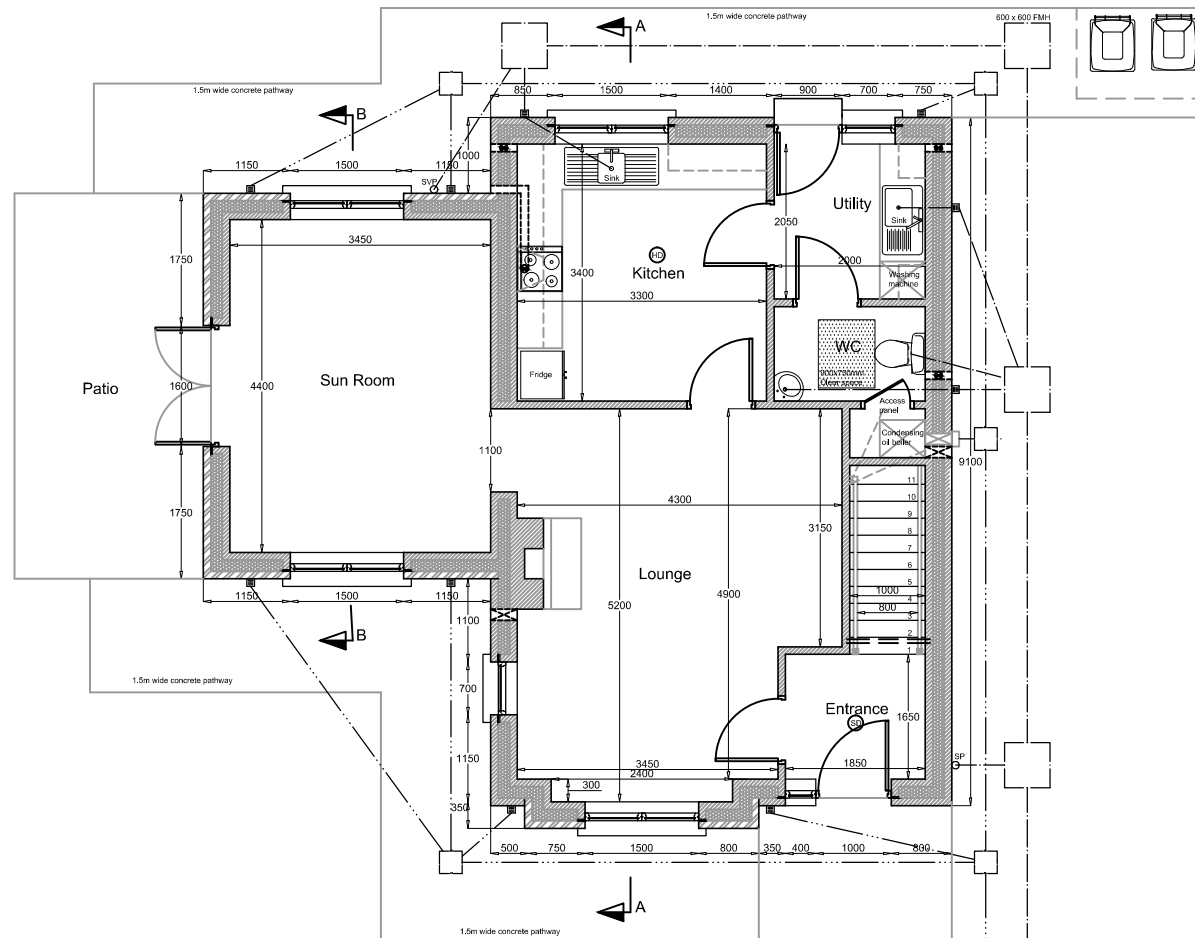 1.5m wide concrete pathway
600 x 600 FMH
A
1.5m wide concrete pathway
850
1500
1400
900
700
750
B
1000
1150
1500
1150
SVP
Sink
Utility
Sink
2050
3450
HD
Kitchen
2000
Washing
machine
1750
3400
3300
WC
900x750mm
Clear space
Fridge
Patio
1600
4400
Sun Room
Access
panel
Condensing
oil boiler
1100
9100
1750
4300
3150
11
10
9
8
7
6
5
4
3
2
1
Lounge
1000
800
5200
4900
1150
1500
1150
1100
B
1.5m wide concrete pathway
700
Entrance
SD
1650
1150
3450
2400
1850
SP
300
350
500
750
1500
800
350
400
1000
800
A
1.5m wide concrete pathway